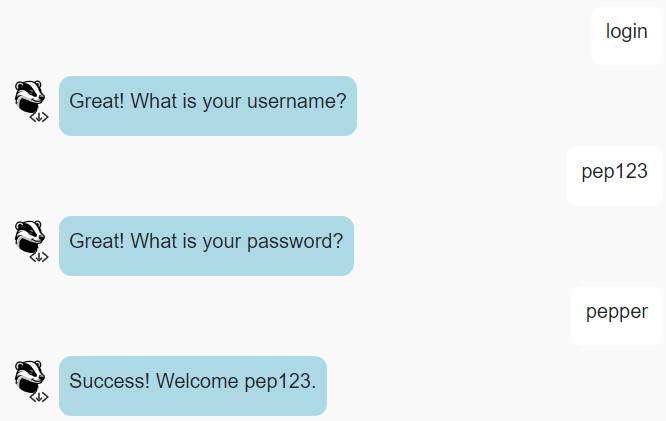 login
Great! What is your username?
pep123
Great! What is your password?
pepper
Success! Welcome pep123.